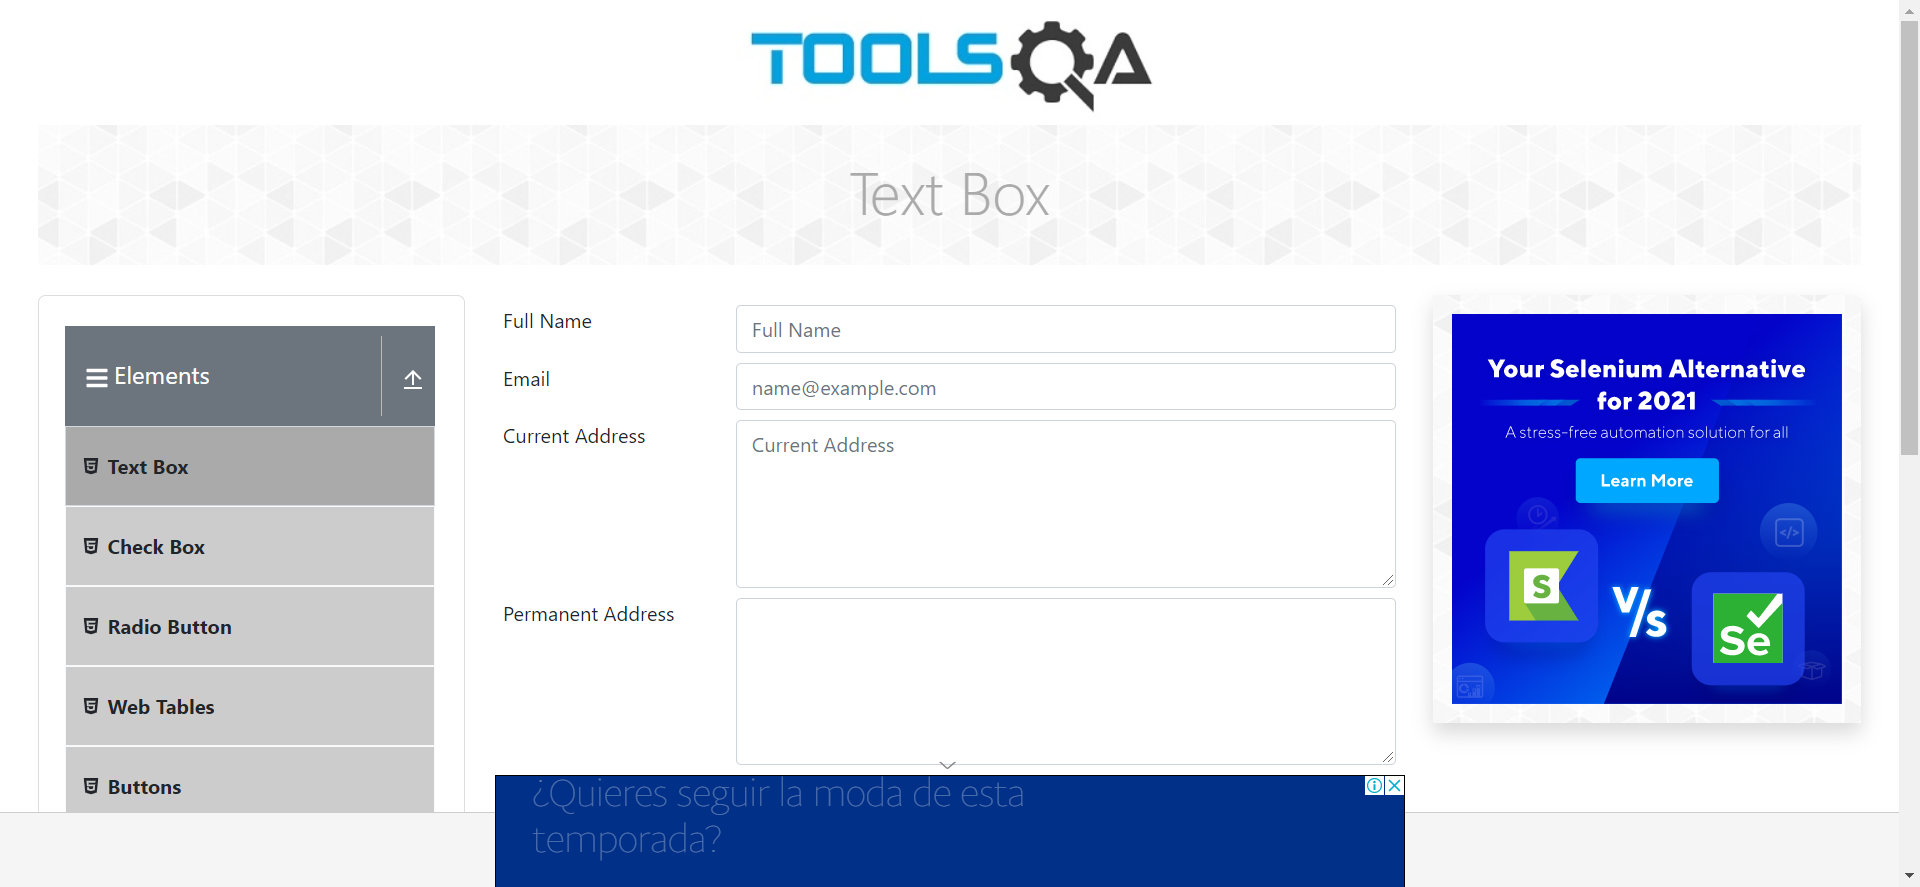 TOOLSQA
Text Box
Elements
Text Box
Check Box
Radio Button
Web Tables
Buttons
Full Name
Full Name
Email
name@example.com
Current Address
Current Address
Permanent Address
Your Selenium Alternative
for 2021
A stress-free automation solution for all
Learn More
S
V/s
</>
Se
¿Quieres seguir la moda de esta
temporada?